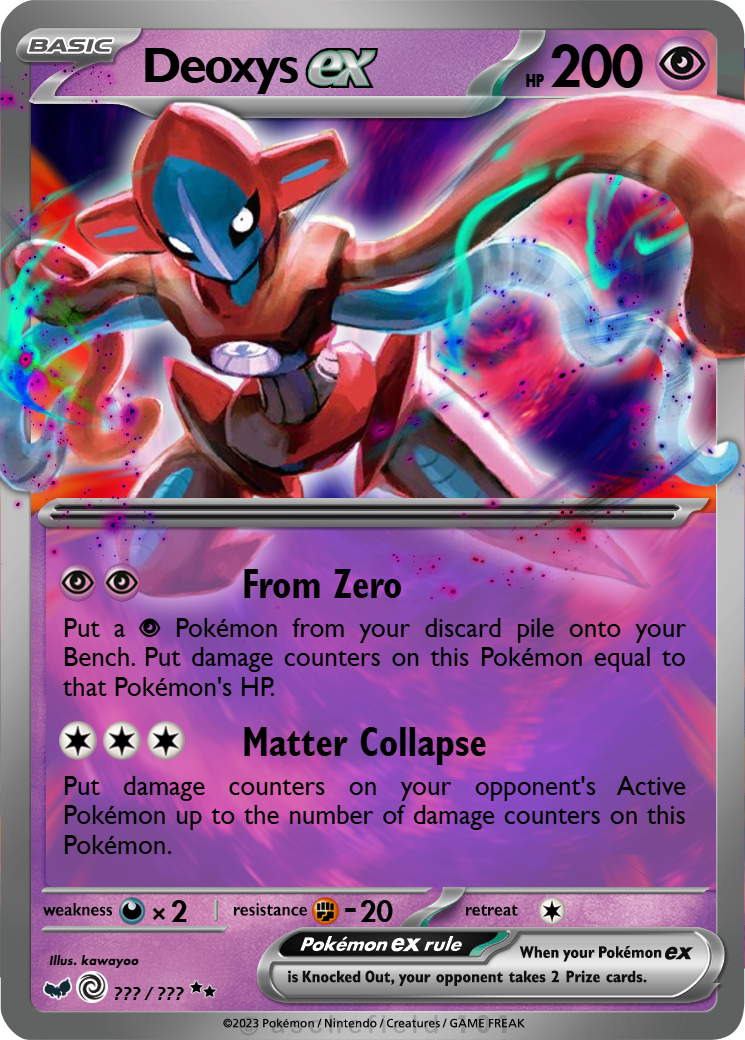 BASIC
Deoxys ex
HP 200
From Zero
Put a Pokémon from your discard pile onto your
Bench. Put damage counters on this Pokémon equal to
that Pokémon's HP.
Matter Collapse
Put damage counters on your opponent's Active
Pokémon up to the number of damage counters on this
Pokémon.
weakness ×2 resistance -20 retreat
Illus. kawayoo
??? / ???
Pokémon ex rule
When your Pokémon ex
is Knocked Out, your opponent takes 2 Prize cards.
©2023 Pokémon / Nintendo / Creatures / GAME FREAK